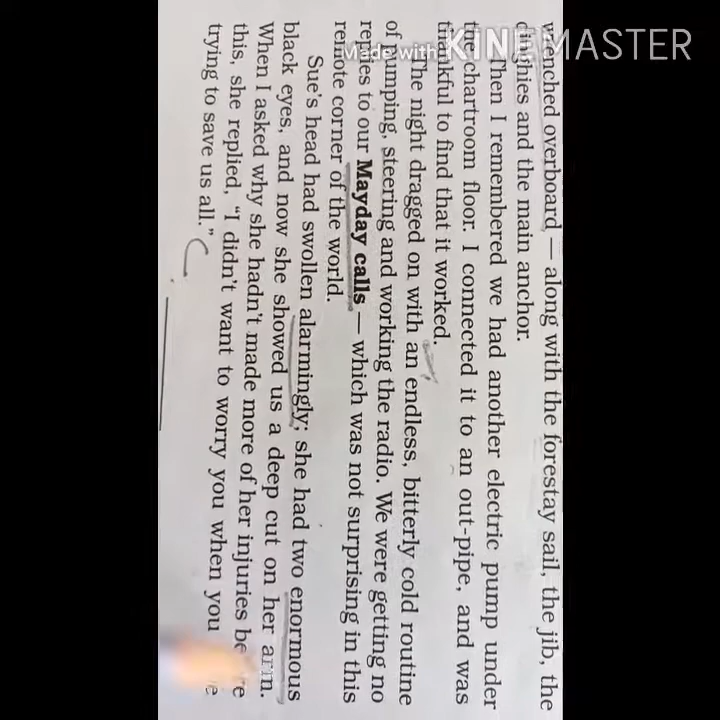 Made with KINEMASTER
wrenched overboard — along with the forestay sail, the jib, the
dinghies and the main anchor.
Then I remembered we had another electric pump under
the chartroom floor. I connected it to an out-pipe, and was
thankful to find that it worked.
The night dragged on with an endless, bitterly cold routine
of pumping, steering and working the radio. We were getting no
replies to our Mayday calls — which was not surprising in this
remote corner of the world.
Sue's head had swollen alarmingly; she had two enormous
black eyes, and now she showed us a deep cut on her arm.
When I asked why she hadn't made more of her injuries before
this, she replied, “I didn't want to worry you when you
trying to save us all.”